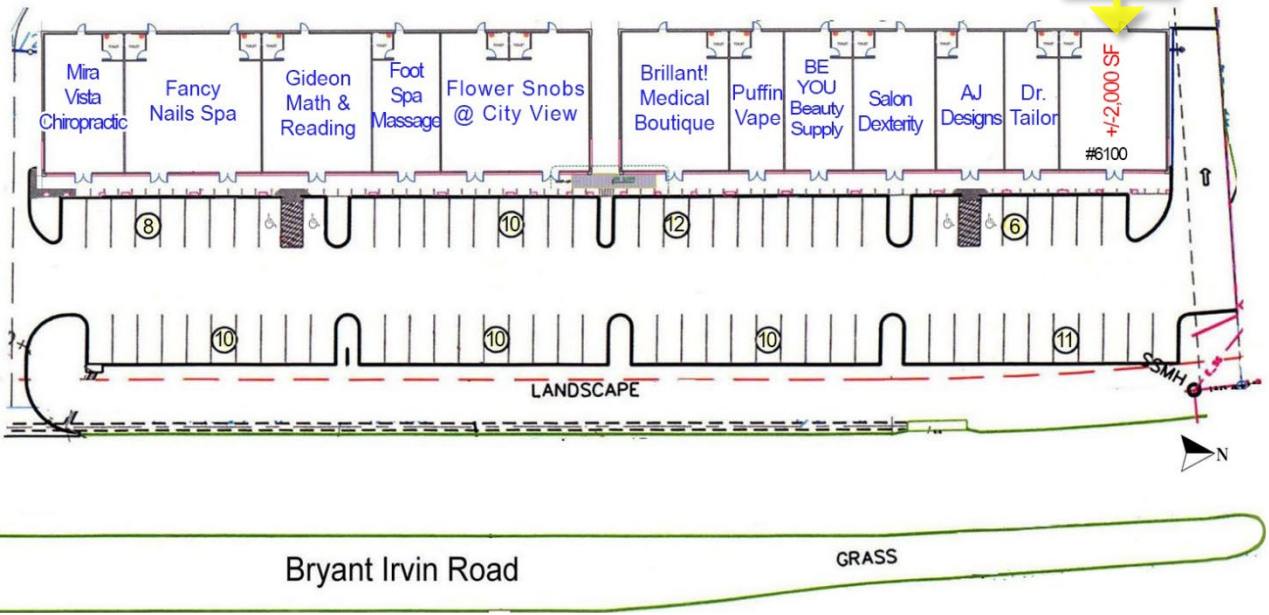 Mira
Vista
Chiropractic
Fancy
Nails Spa
Gideon
Math &
Reading
Foot
Spa
Massage
Flower Snobs
@ City View
Brillant!
Medical
Boutique
Puffin
Vape
BE
YOU
Beauty
Supply
Salon
Dexterity
AJ
Designs
Dr.
Tailor
+/-2,000 SF
#6100
8
10
12
6
10
10
10
11
LANDSCAPE
SSMH
N
Bryant Irvin Road
GRASS